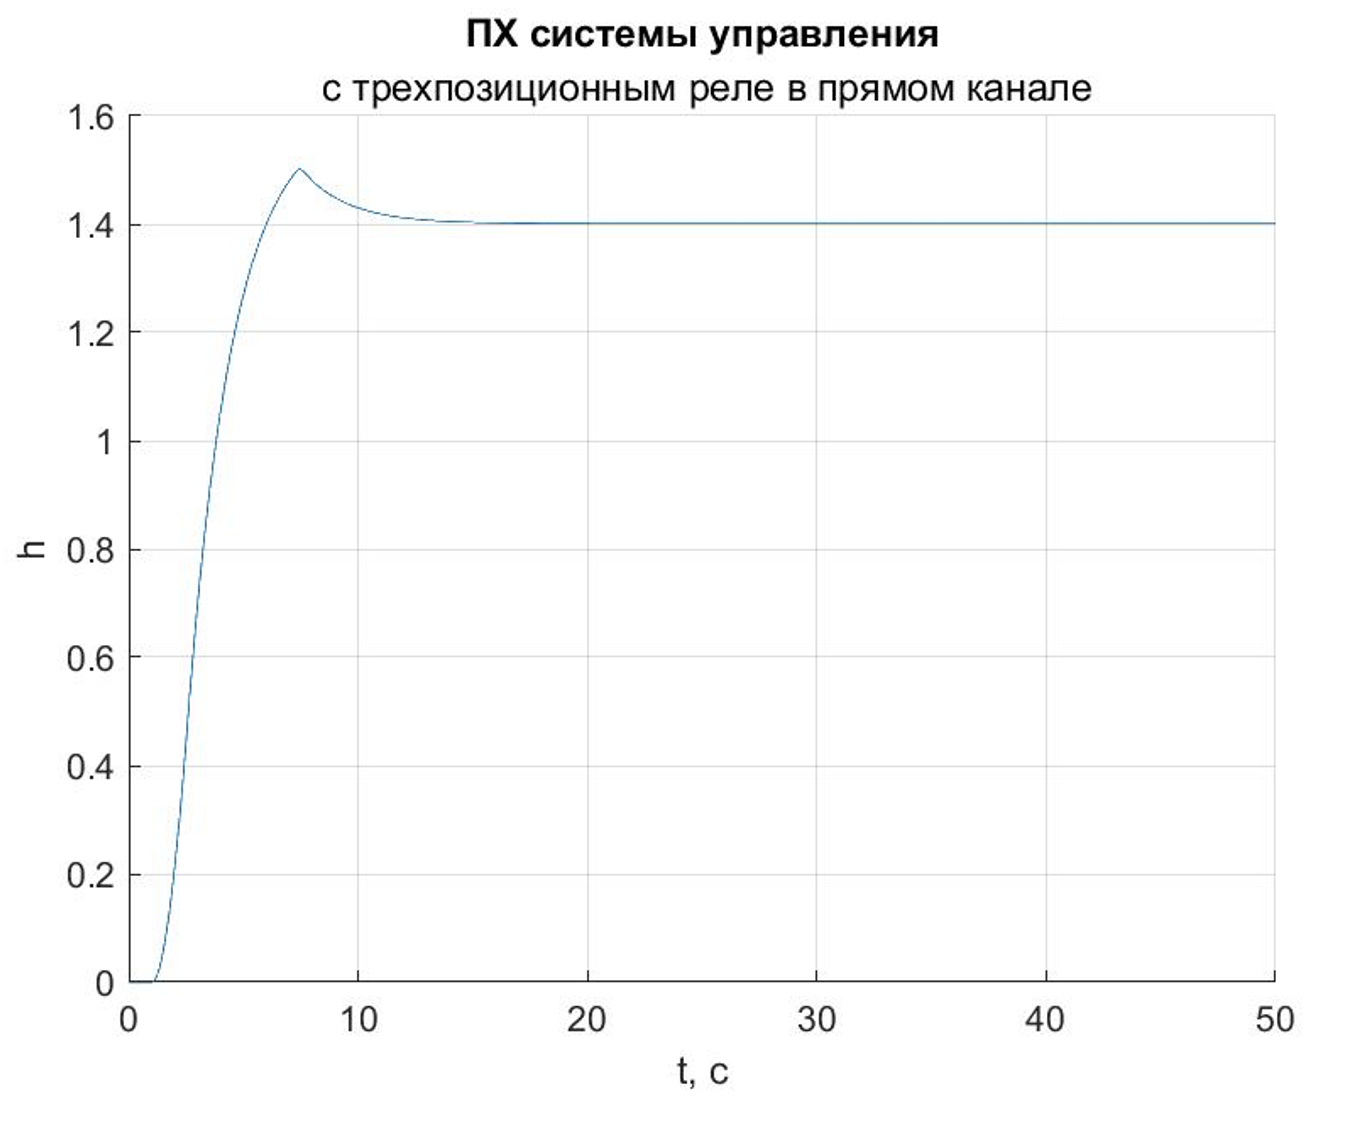 ПХ системы управления
с трехпозиционным реле в прямом канале
1.6
1.4
1.2
1
0.8
0.6
0.4
0.2
0
h
0 10 20 30 40 50
t, c